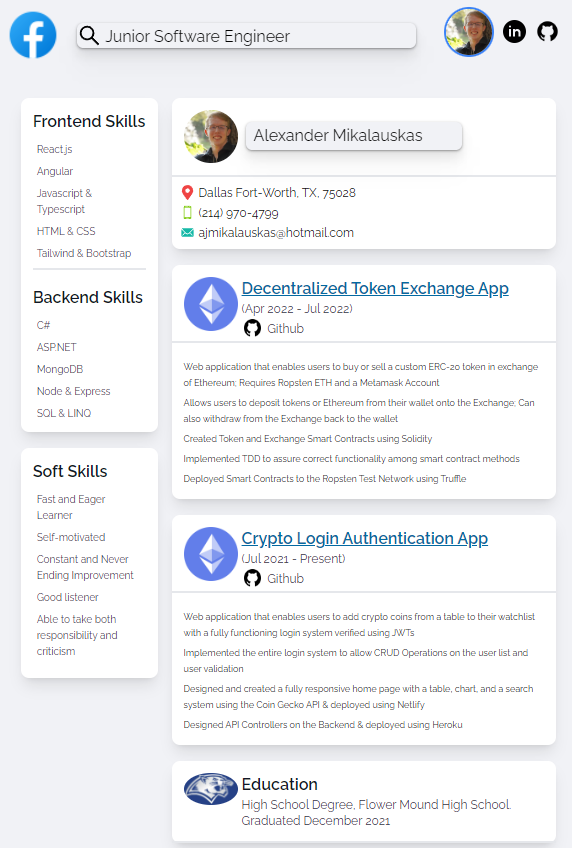 Junior Software Engineer
in
Frontend Skills
React.js
Angular
Javascript &
Typescript
HTML & CSS
Tailwind & Bootstrap
Backend Skills
C#
ASP.NET
MongoDB
Node & Express
SQL & LINQ
Soft Skills
Fast and Eager
Learner
Self-motivated
Constant and Never
Ending Improvement
Good listener
Able to take both
responsibility and
criticism
Alexander Mikalauskas
Dallas Fort-Worth, TX, 75028
(214) 970-4799
ajmikalauskas@hotmail.com
Decentralized Token Exchange App
(Apr 2022 - Jul 2022)
Github
Web application that enables users to buy or sell a custom ERC-20 token in exchange
of Ethereum; Requires Ropsten ETH and a Metamask Account
Allows users to deposit tokens or Ethereum from their wallet onto the Exchange; Can
also withdraw from the Exchange back to the wallet
Created Token and Exchange Smart Contracts using Solidity
Implemented TDD to assure correct functionality among smart contract methods
Deployed Smart Contracts to the Ropsten Test Network using Truffle
Crypto Login Authentication App
(Jul 2021 - Present)
Github
Web application that enables users to add crypto coins from a table to their watchlist
with a fully functioning login system verified using JWTs
Implemented the entire login system to allow CRUD Operations on the user list and
user validation
Designed and created a fully responsive home page with a table, chart, and a search
system using the Coin Gecko API & deployed using Netlify
Designed API Controllers on the Backend & deployed using Heroku
Education
High School Degree, Flower Mound High School.
Graduated December 2021